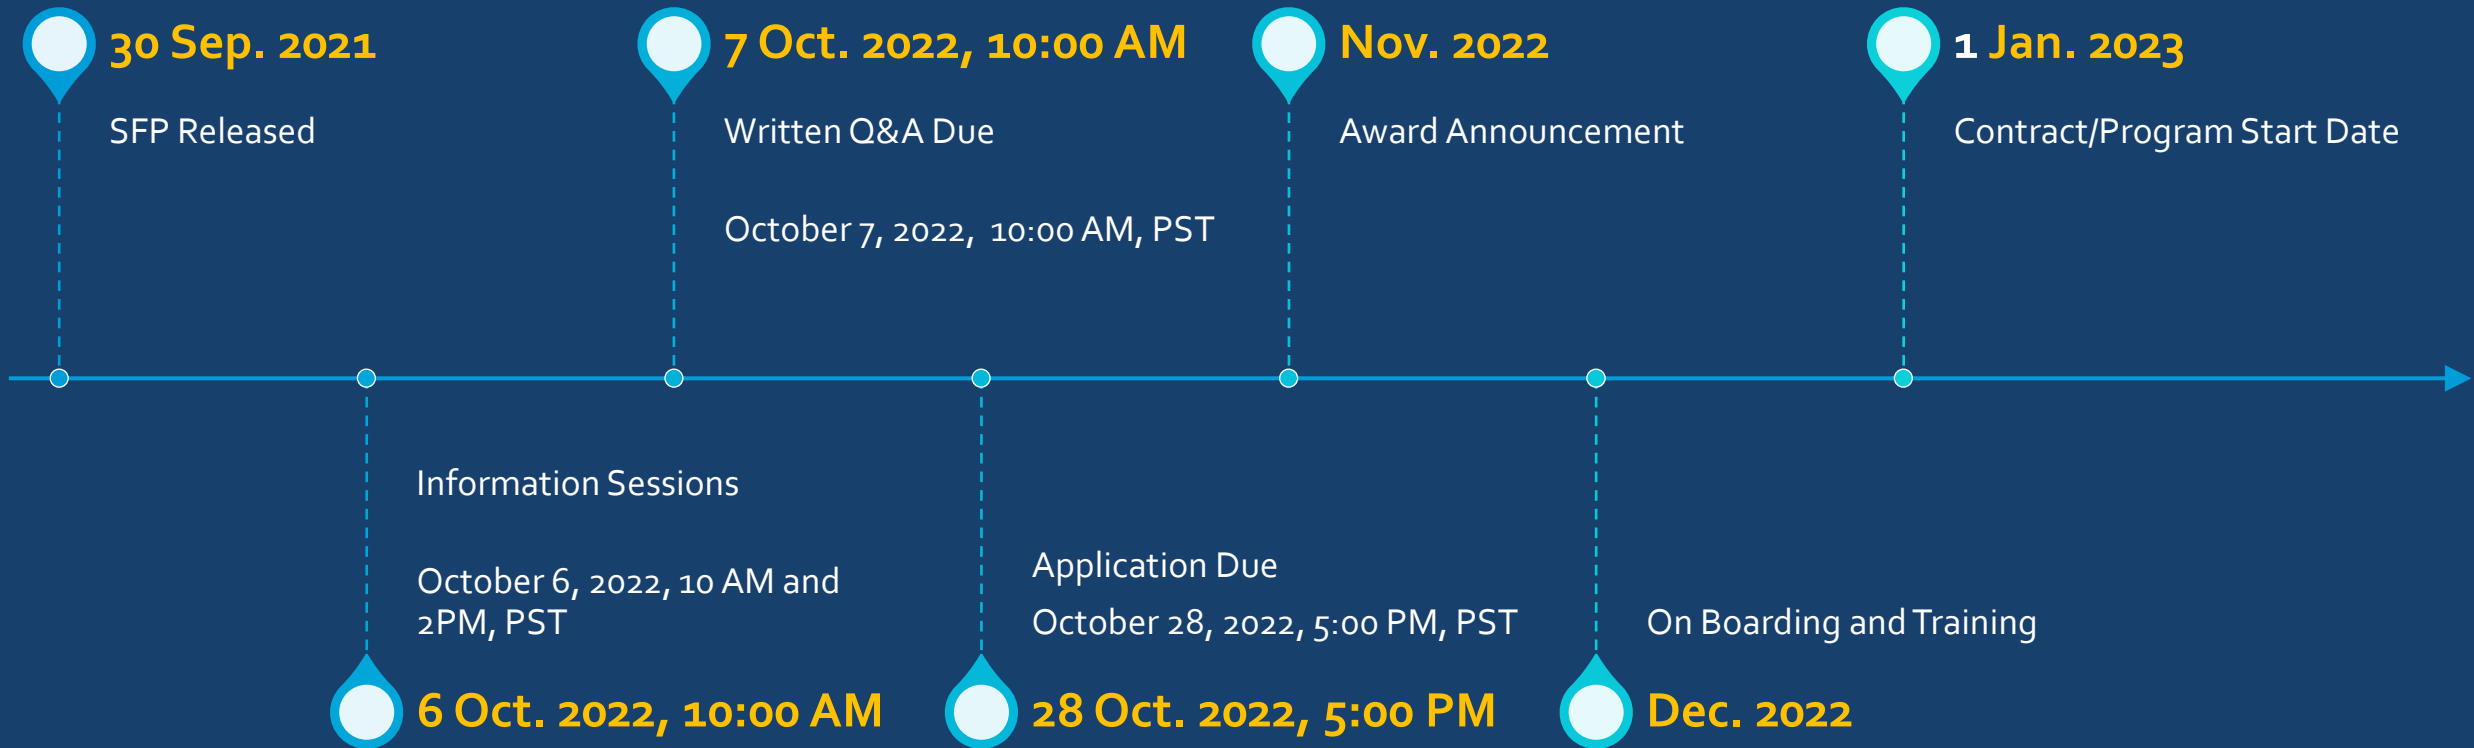 30 Sep. 2021
SFP Released
6 Oct. 2022, 10:00 AM
Information Sessions
October 6, 2022, 10 AM and
2PM, PST
7 Oct. 2022, 10:00 AM
Written Q&A Due
October 7, 2022, 10:00 AM, PST
28 Oct. 2022, 5:00 PM
Application Due
October 28, 2022, 5:00 PM, PST
Nov. 2022
Award Announcement
Dec. 2022
On Boarding and Training
1 Jan. 2023
Contract/Program Start Date